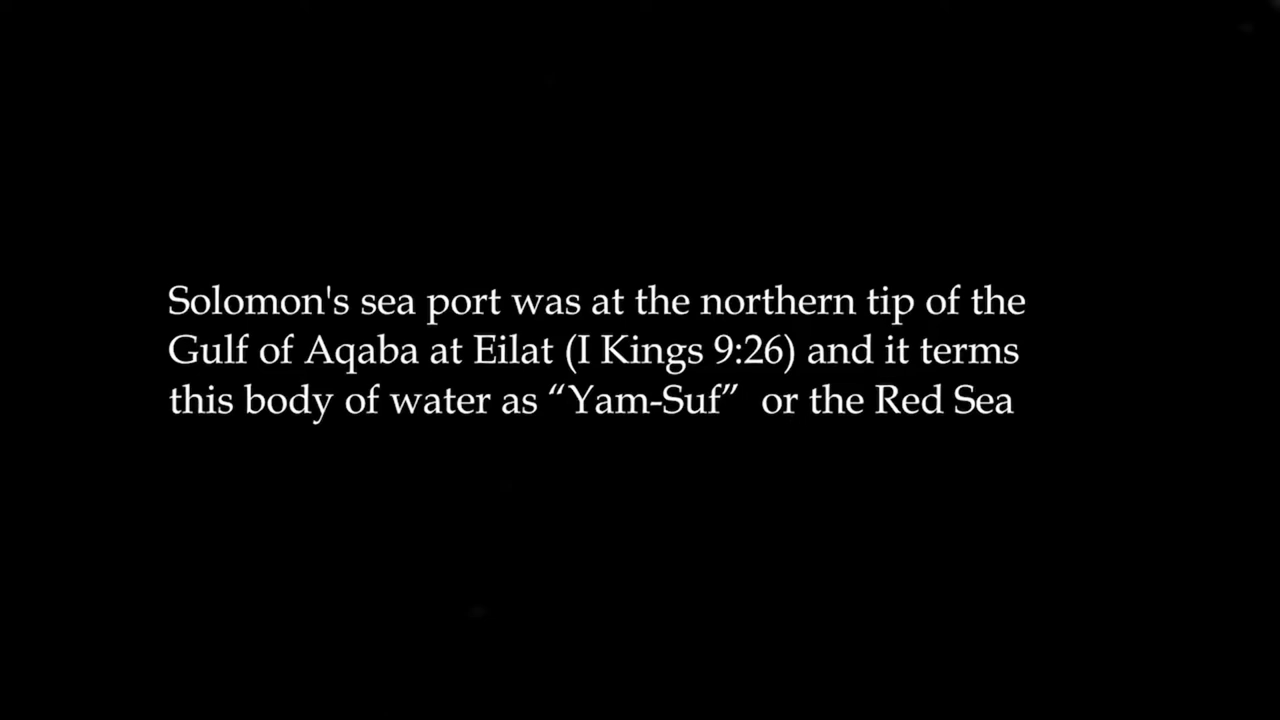 Solomon's sea port was at the northern tip of the
Gulf of Aqaba at Eilat (I Kings 9:26) and it terms
this body of water as “Yam-Suf”  or the Red Sea